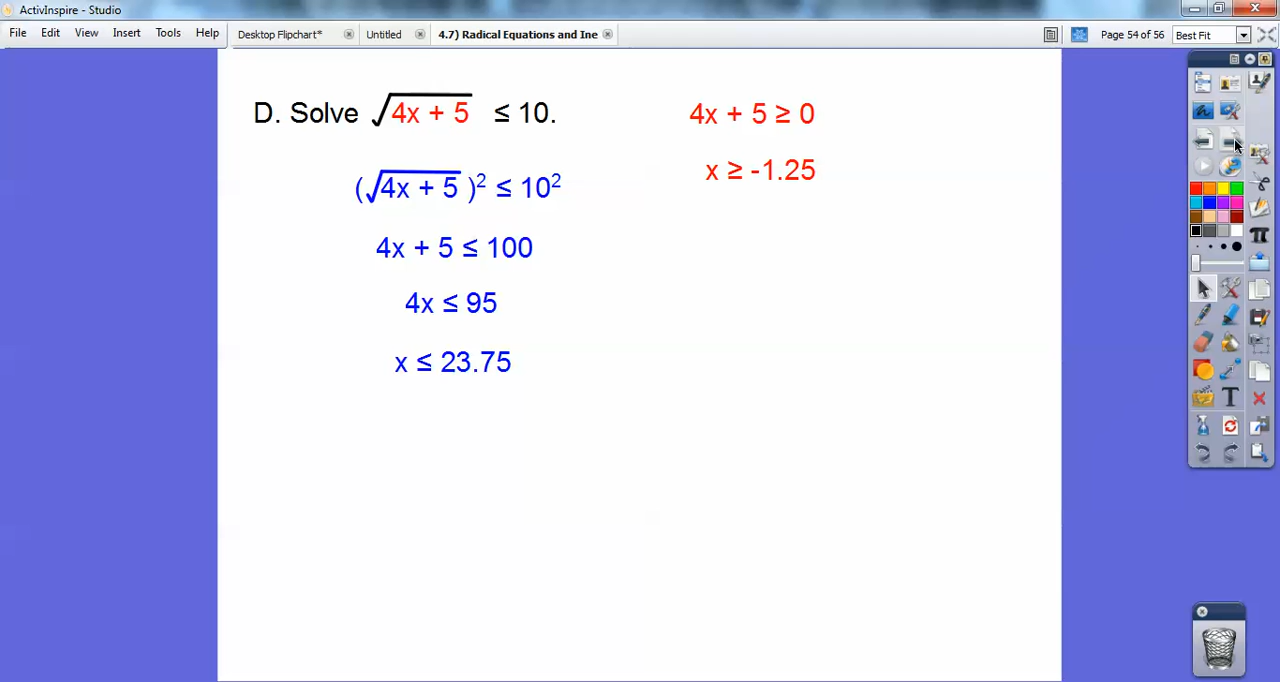 ActivInspire - Studio
File Edit View Insert Tools Help
Desktop Flipchart* Untitled 4.7) Radical Equations and Ine Page 54 of 56 Best Fit
D. Solve √4x + 5 ≤ 10.
4x + 5 ≥ 0
x ≥ -1.25
(√4x + 5 )² ≤ 10²
4x + 5 ≤ 100
4x ≤ 95
x ≤ 23.75